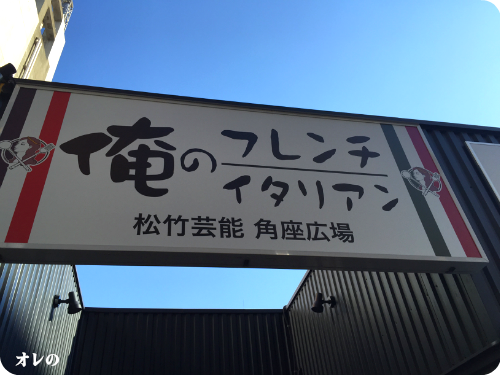 俺のフレンチ
イタリアン
松竹芸能 角座広場
オレの